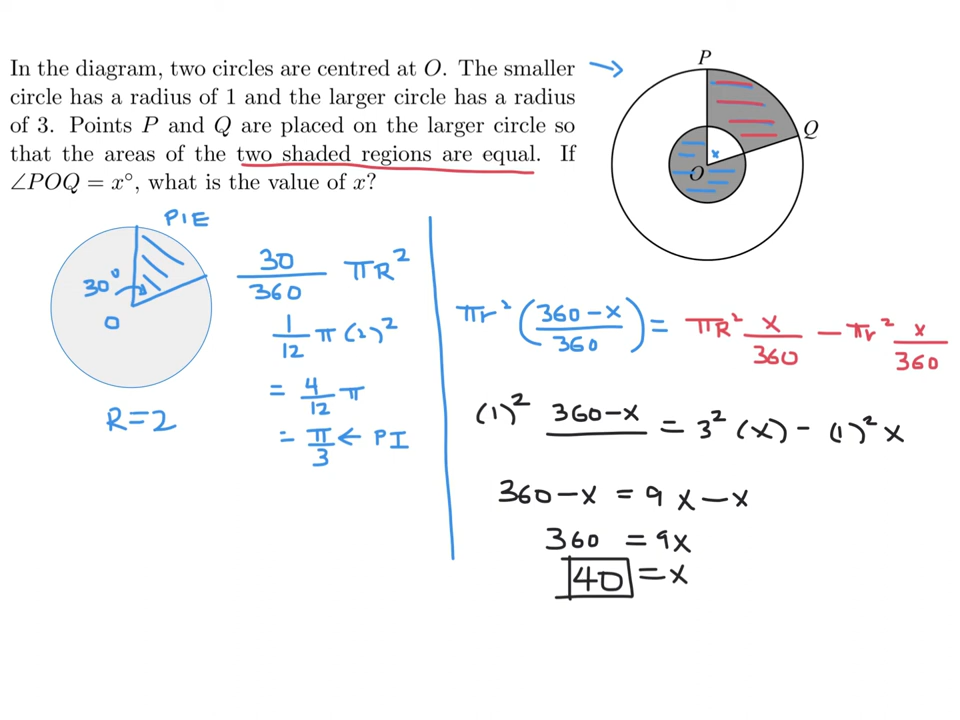 In the diagram, two circles are centred at O. The smaller
circle has a radius of 1 and the larger circle has a radius
of 3. Points P and Q are placed on the larger circle so
that the areas of the two shaded regions are equal. If
∠POQ = x°, what is the value of x?
P
Q
x
O
PIE
30°
O
R=2
30/360 πR²
1/12 π(2)²
= 4/12 π
= π/3 ← PI
πr² ((360-x)/360) = πR² x/360 - πr² x/360
(1)² 360-x = 3² (x) - (1)² x
360-x = 9x-x
360 = 9x
40 = x